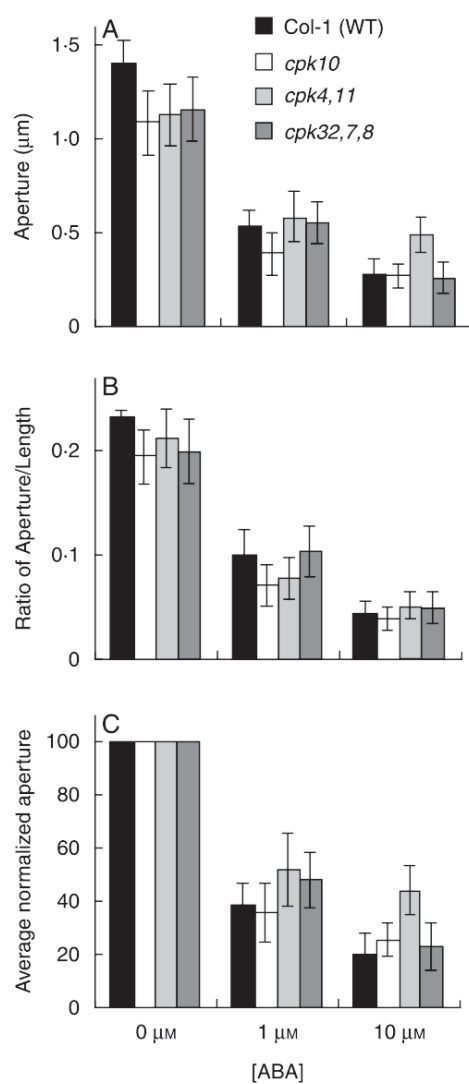 A
Col-1 (WT)
cpk10
cpk4,11
cpk32,7,8
1·5
1·0
0·5
0
Aperture (μm)
B
0·2
0·1
0
Ratio of Aperture/Length
C
100
80
60
40
20
0
Average normalized aperture
0 μM 1 μM 10 μM
[ABA]